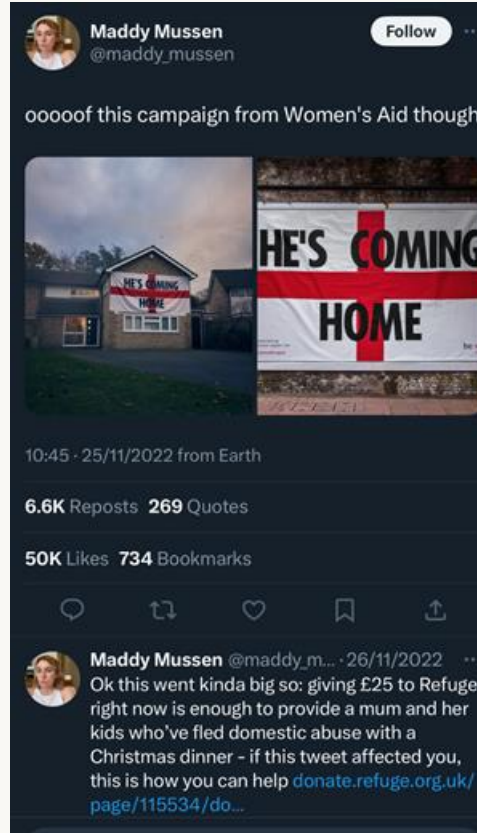 Maddy Mussen
Follow
@maddy_mussen
ooooof this campaign from Women's Aid though
HE'S COMING
HOME
HE'S COMING
HOME
10:45 · 25/11/2022 from Earth
6.6K Reposts 269 Quotes
50K Likes 734 Bookmarks
Maddy Mussen @maddy_m... · 26/11/2022
Ok this went kinda big so: giving £25 to Refuge
right now is enough to provide a mum and her
kids who've fled domestic abuse with a
Christmas dinner - if this tweet affected you,
this is how you can help donate.refuge.org.uk/
page/115534/do...